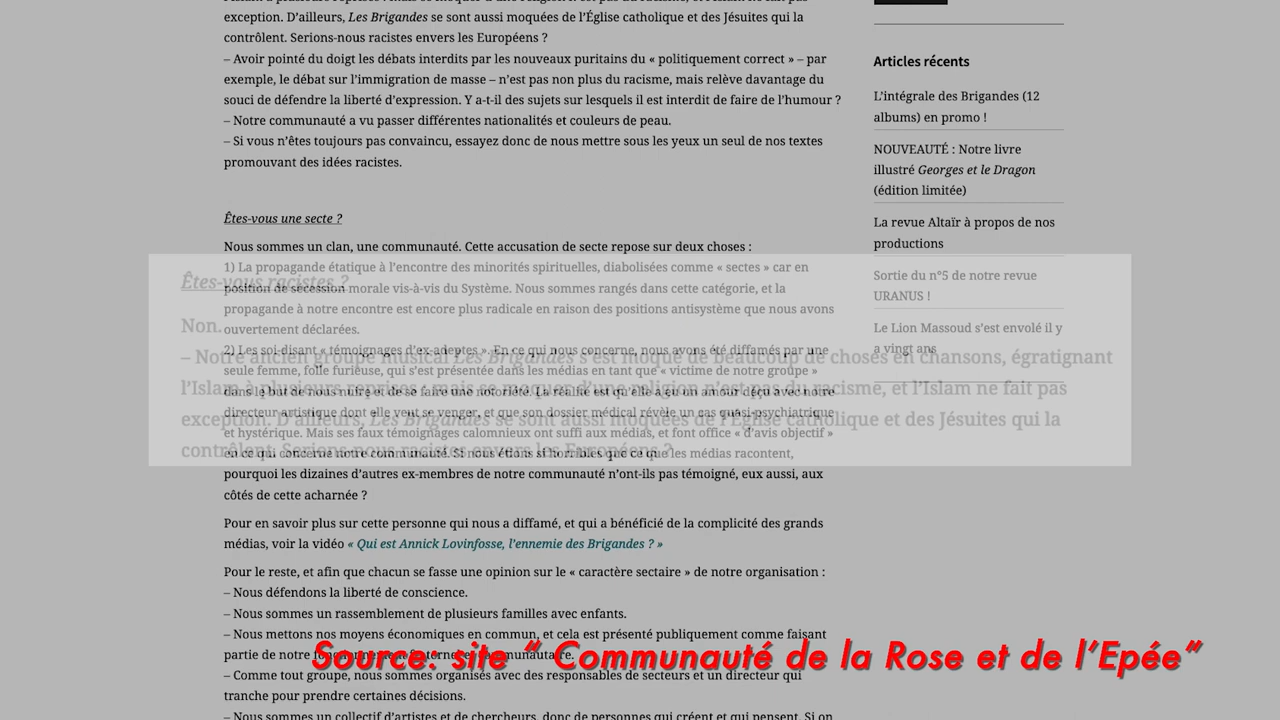 exception. D’ailleurs, Les Brigandes se sont aussi moquées de l’Église catholique et des Jésuites qui la
contrôlent. Serions-nous racistes envers les Européens ?
– Avoir pointé du doigt les débats interdits par les nouveaux puritains du « politiquement correct » – par
exemple, le débat sur l’immigration de masse – n’est pas non plus du racisme, mais relève davantage du
souci de défendre la liberté d’expression. Y a-t-il des sujets sur lesquels il est interdit de faire de l’humour ?
– Notre communauté a vu passer différentes nationalités et couleurs de peau.
– Si vous n’êtes toujours pas convaincu, essayez donc de nous mettre sous les yeux un seul de nos textes
promouvant des idées racistes.
Êtes-vous une secte ?
Nous sommes un clan, une communauté. Cette accusation de secte repose sur deux choses :
1) La propagande étatique à l’encontre des minorités spirituelles, diabolisées comme « sectes » car en
position de sécession morale vis-à-vis du Système. Nous sommes rangés dans cette catégorie, et la
propagande à notre encontre est encore plus radicale en raison des positions antisystème que nous avons
ouvertement déclarées.
2) Les soi-disant « témoignages d’ex-adeptes ». En ce qui nous concerne, nous avons été diffamés par une
seule femme, folle furieuse, qui s’est présentée dans les médias en tant que « victime de notre groupe »
dans le but de nous nuire et de se faire une notoriété. La réalité est qu’elle a eu un amour déçu avec notre
directeur artistique dont elle veut se venger, et que son dossier médical révèle un cas quasi-psychiatrique
et hystérique. Mais ses faux témoignages calomnieux ont suffi aux médias, et font office « d’avis objectif »
en ce qui concerne notre communauté. Si nous étions si horribles que ce que les médias racontent,
pourquoi les dizaines d’autres ex-membres de notre communauté n’ont-ils pas témoigné, eux aussi, aux
côtés de cette acharnée ?
Pour en savoir plus sur cette personne qui nous a diffamé, et qui a bénéficié de la complicité des grands
médias, voir la vidéo « Qui est Annick Lovinfosse, l’ennemie des Brigandes ? »
Pour le reste, et afin que chacun se fasse une opinion sur le « caractère sectaire » de notre organisation :
– Nous défendons la liberté de conscience.
– Nous sommes un rassemblement de plusieurs familles avec enfants.
– Nous mettons nos moyens économiques en commun, et cela est présenté publiquement comme faisant
partie de notre fonctionnement fraternel et communautaire.
– Comme tout groupe, nous sommes organisés avec des responsables de secteurs et un directeur qui
tranche pour prendre certaines décisions.
– Nous sommes un collectif d’artistes et de chercheurs, donc de personnes qui créent et qui pensent. Si on
Êtes-vous racistes ?
Non.
– Notre ancien groupe musical Les Brigandes s’est moqué de beaucoup de choses en chansons, égratignant
l’Islam à plusieurs reprises : mais se moquer d’une religion n’est pas du racisme, et l’Islam ne fait pas
exception. D’ailleurs, Les Brigandes se sont aussi moquées de l’Église catholique et des Jésuites qui la
contrôlent. Serions-nous racistes envers les Européens ?
Articles récents
L’intégrale des Brigandes (12
albums) en promo !
NOUVEAUTÉ : Notre livre
illustré Georges et le Dragon
(édition limitée)
La revue Altaïr à propos de nos
productions
Sortie du n°5 de notre revue
URANUS !
Le Lion Massoud s’est envolé il y
a vingt ans
Source: site “ Communauté de la Rose et de l’Epée”